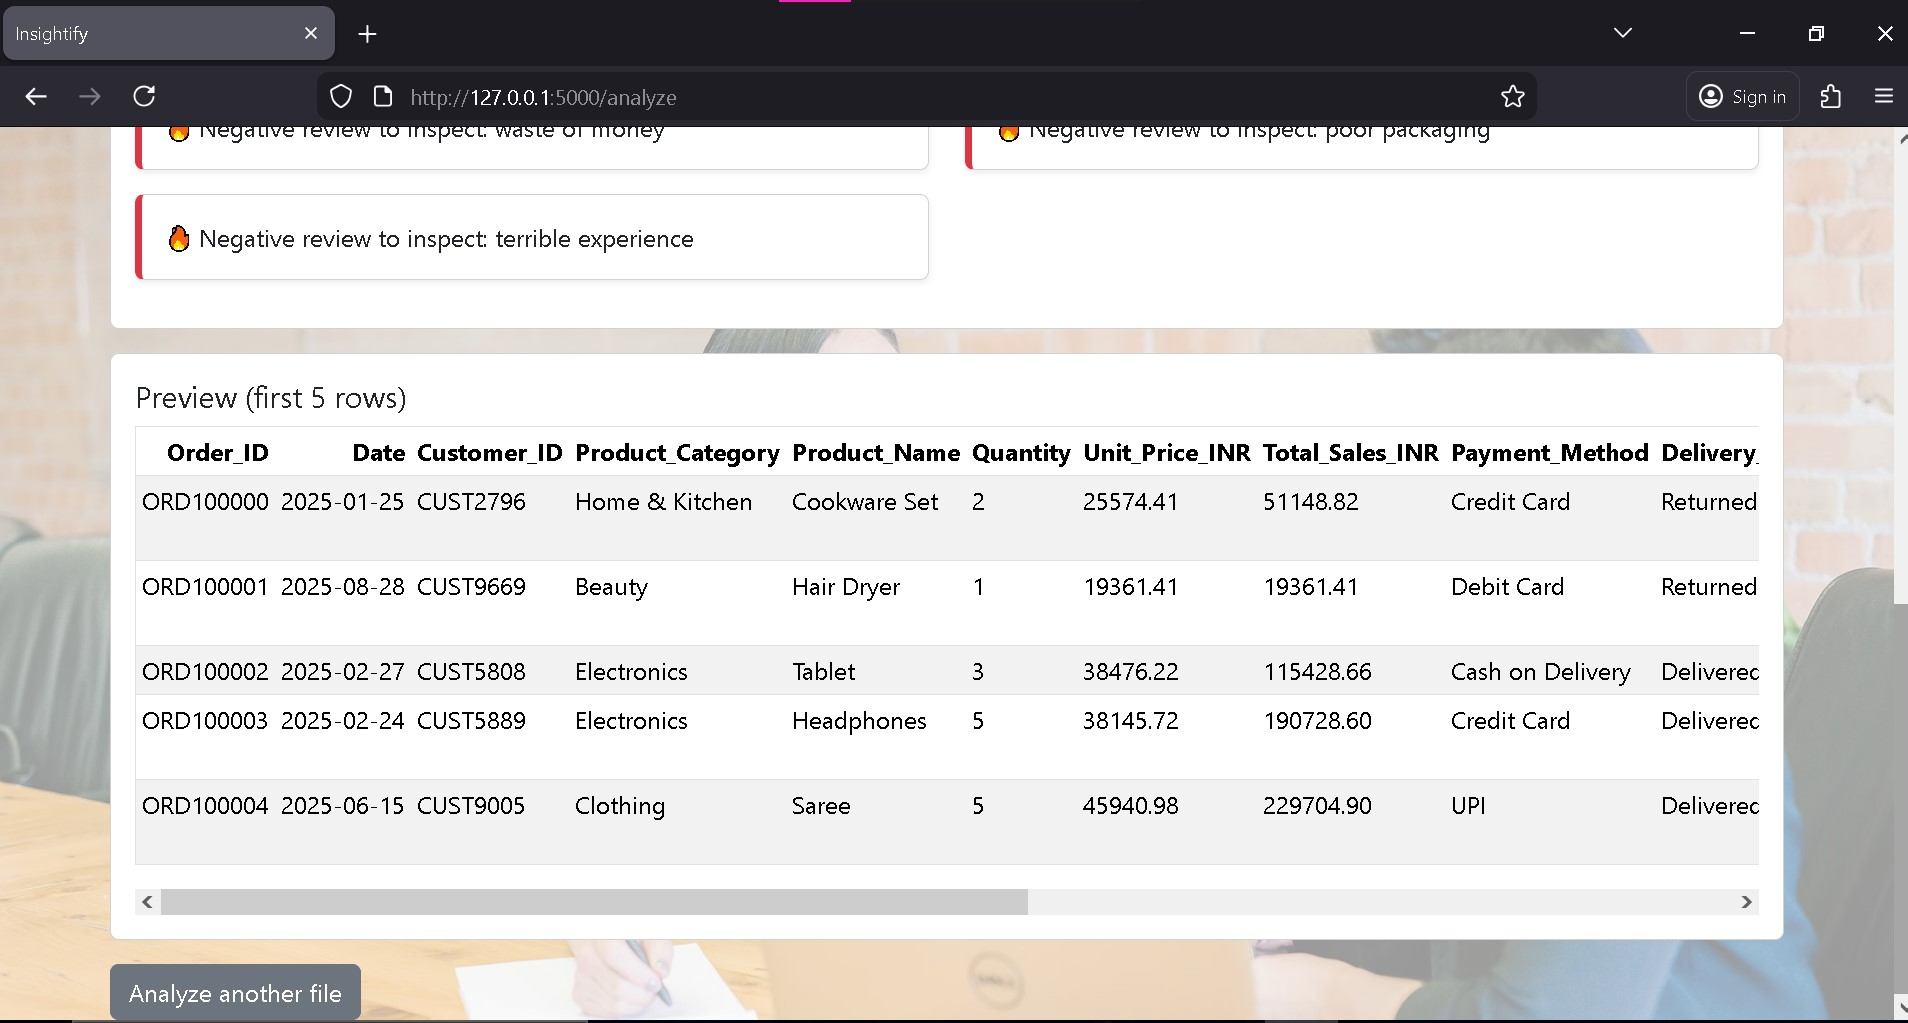 Insightify
http://127.0.0.1:5000/analyze
Sign in
Negative review to inspect: waste of money
Negative review to inspect: poor packaging
Negative review to inspect: terrible experience
Preview (first 5 rows)
Order_ID Date Customer_ID Product_Category Product_Name Quantity Unit_Price_INR Total_Sales_INR Payment_Method Delivery_
ORD100000 2025-01-25 CUST2796 Home & Kitchen Cookware Set 2 25574.41 51148.82 Credit Card Returned
ORD100001 2025-08-28 CUST9669 Beauty Hair Dryer 1 19361.41 19361.41 Debit Card Returned
ORD100002 2025-02-27 CUST5808 Electronics Tablet 3 38476.22 115428.66 Cash on Delivery Delivered
ORD100003 2025-02-24 CUST5889 Electronics Headphones 5 38145.72 190728.60 Credit Card Delivered
ORD100004 2025-06-15 CUST9005 Clothing Saree 5 45940.98 229704.90 UPI Delivered
DELL
Analyze another file